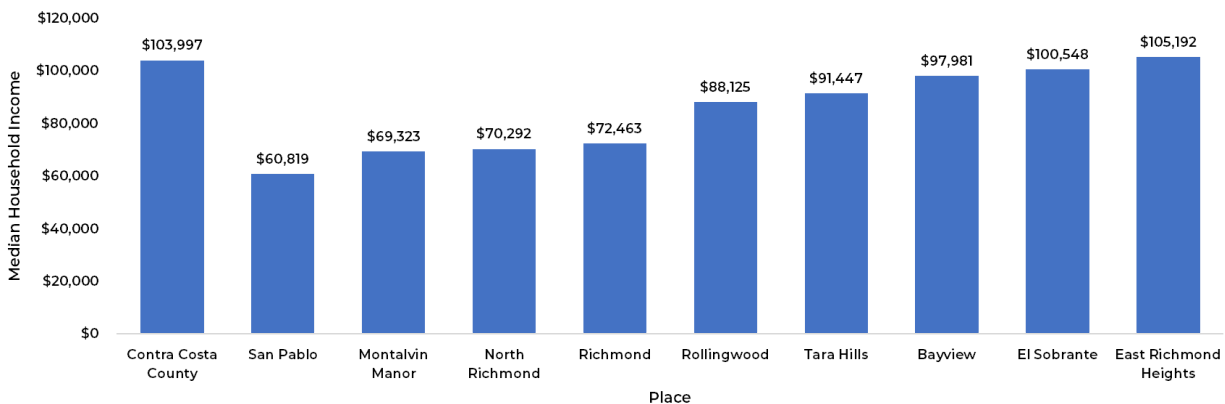 $120,000
$100,000
$80,000
$60,000
$40,000
$20,000
$0
Median Household Income
$103,997
$60,819
$69,323
$70,292
$72,463
$88,125
$91,447
$97,981
$100,548
$105,192
Contra Costa
County
San Pablo
Montalvin
Manor
North
Richmond
Richmond
Rollingwood
Tara Hills
Bayview
El Sobrante
East Richmond
Heights
Place